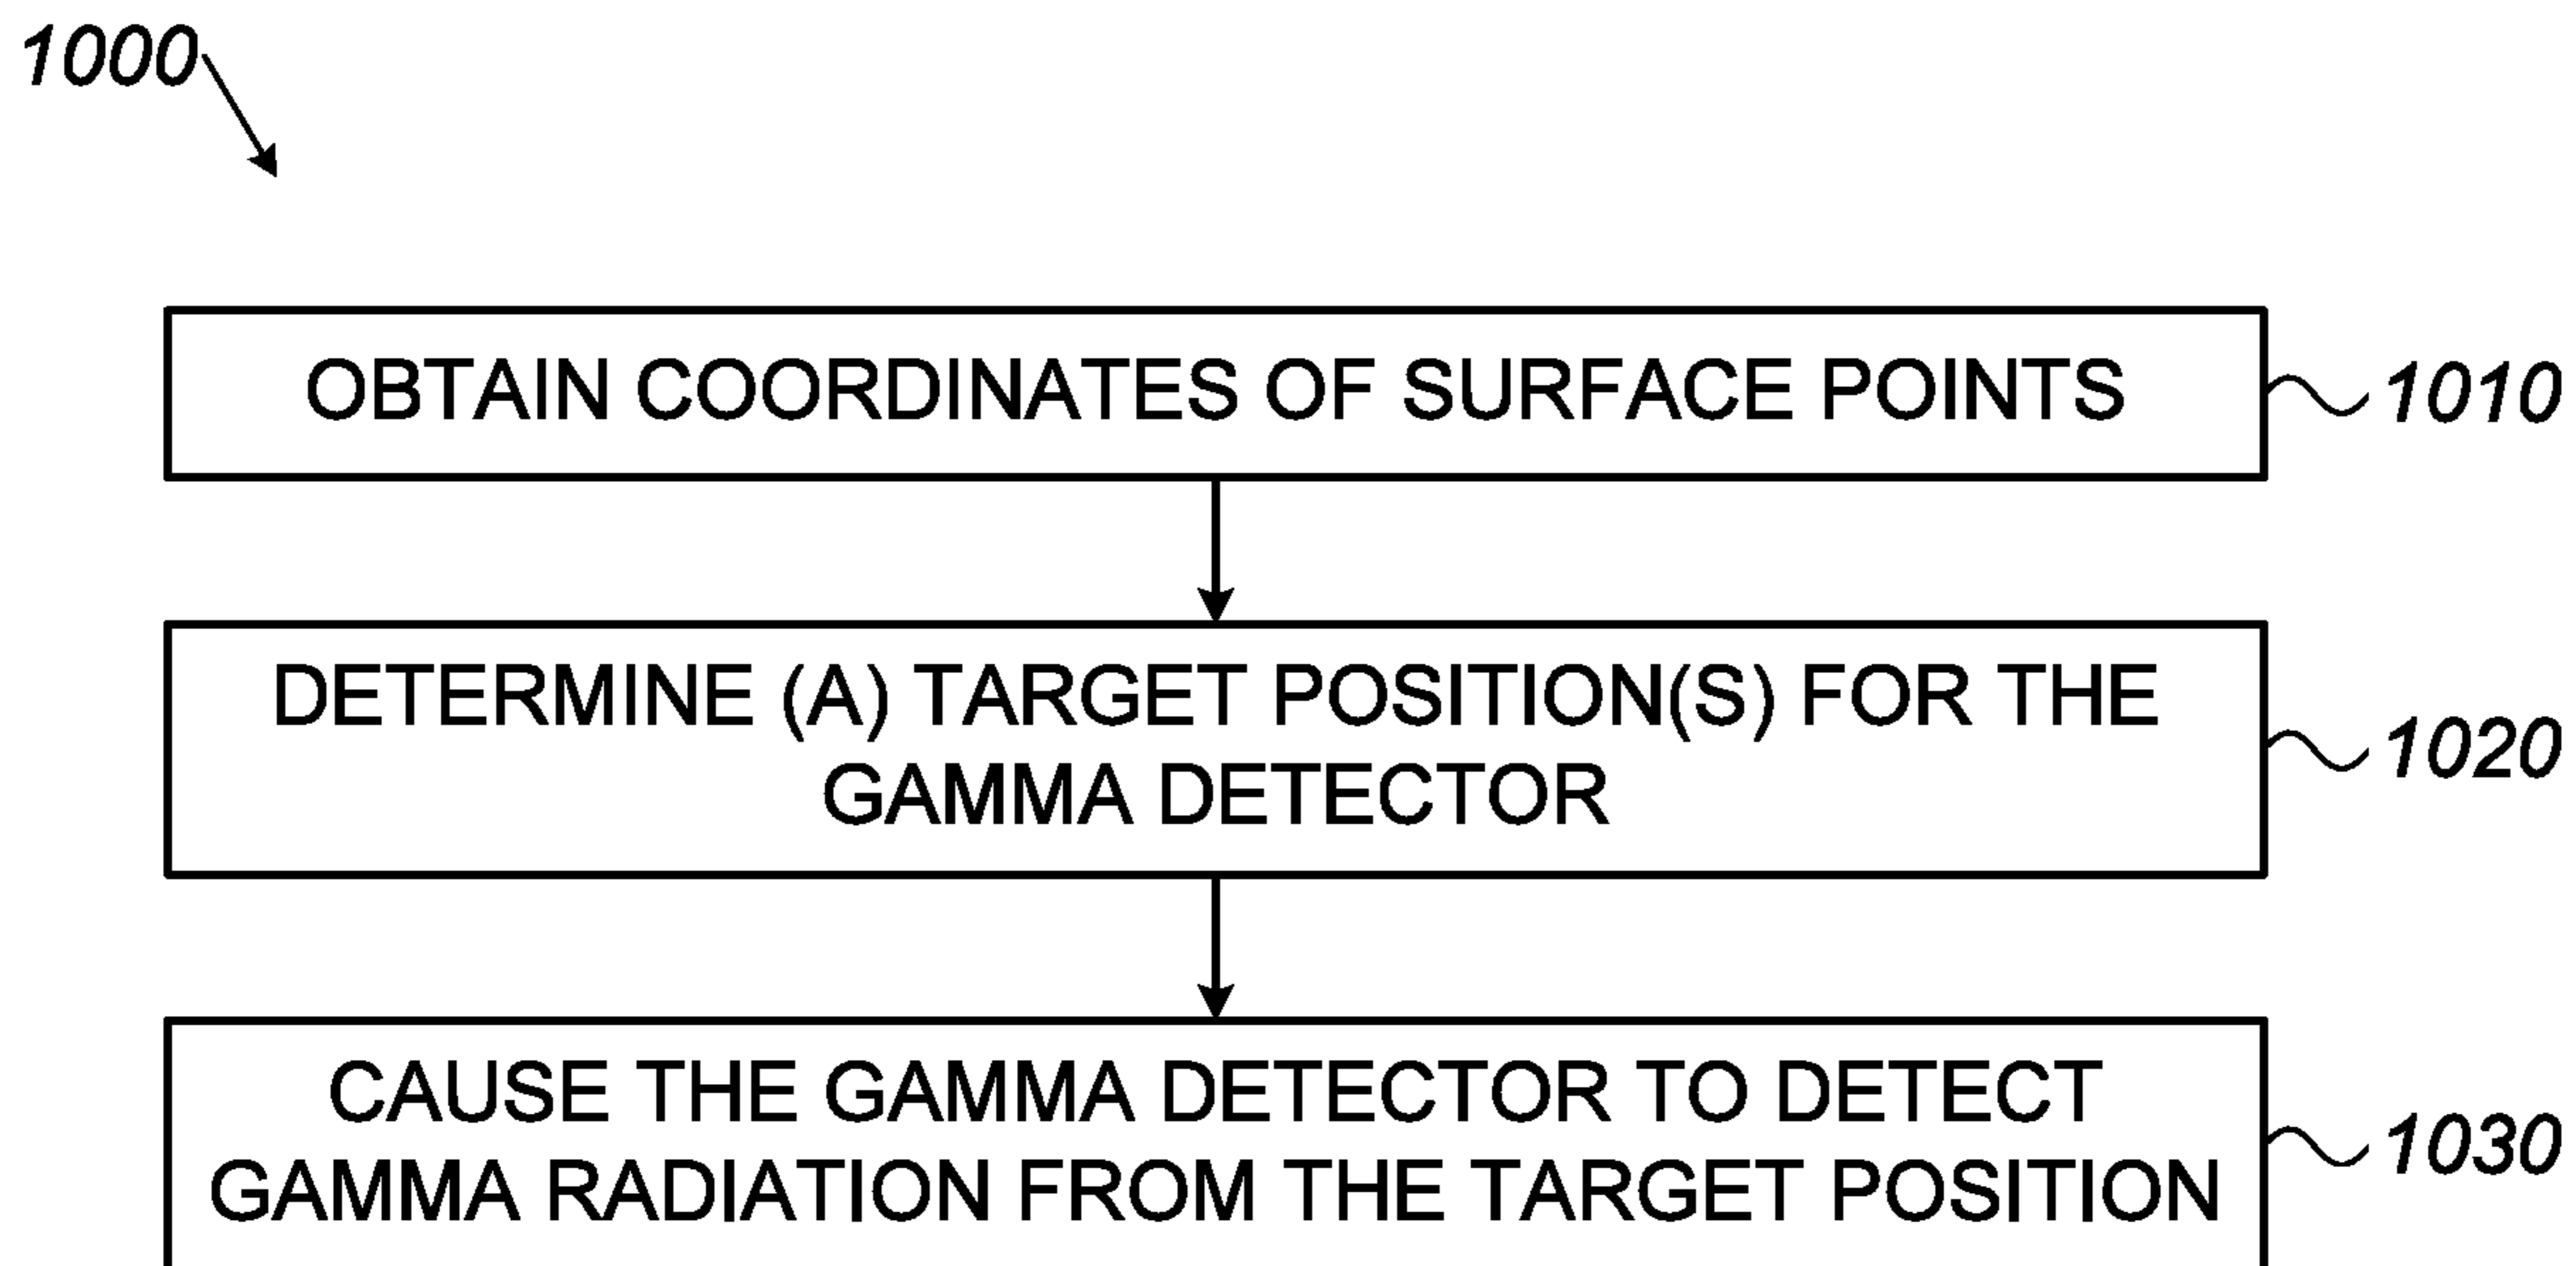 1000
OBTAIN COORDINATES OF SURFACE POINTS
1010
DETERMINE (A) TARGET POSITION(S) FOR THE
GAMMA DETECTOR
1020
CAUSE THE GAMMA DETECTOR TO DETECT
GAMMA RADIATION FROM THE TARGET POSITION
1030